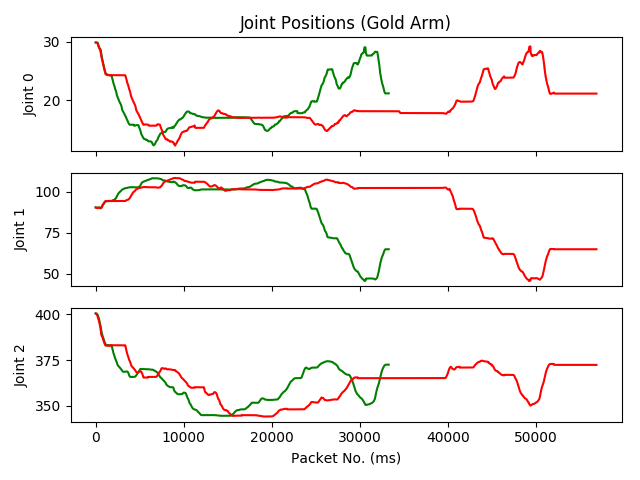 Joint Positions (Gold Arm)
30
20
Joint 0
100
75
50
Joint 1
400
375
350
Joint 2
0 10000 20000 30000 40000 50000
Packet No. (ms)